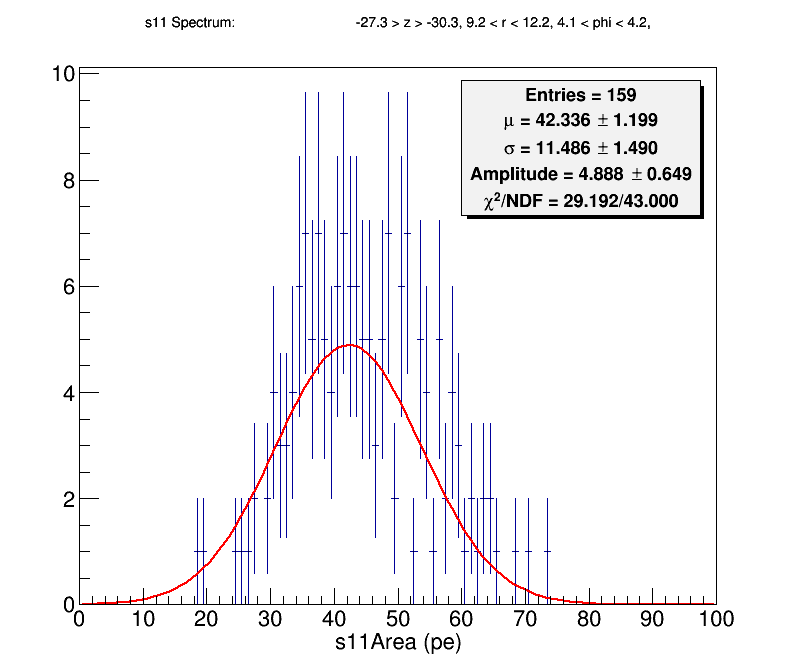 s11 Spectrum: -27.3 > z > -30.3, 9.2 < r < 12.2, 4.1 < phi < 4.2,
Entries = 159
μ = 42.336 ± 1.199
σ = 11.486 ± 1.490
Amplitude = 4.888 ± 0.649
χ²/NDF = 29.192/43.000
10
8
6
4
2
0
0 10 20 30 40 50 60 70 80 90 100
s11Area (pe)